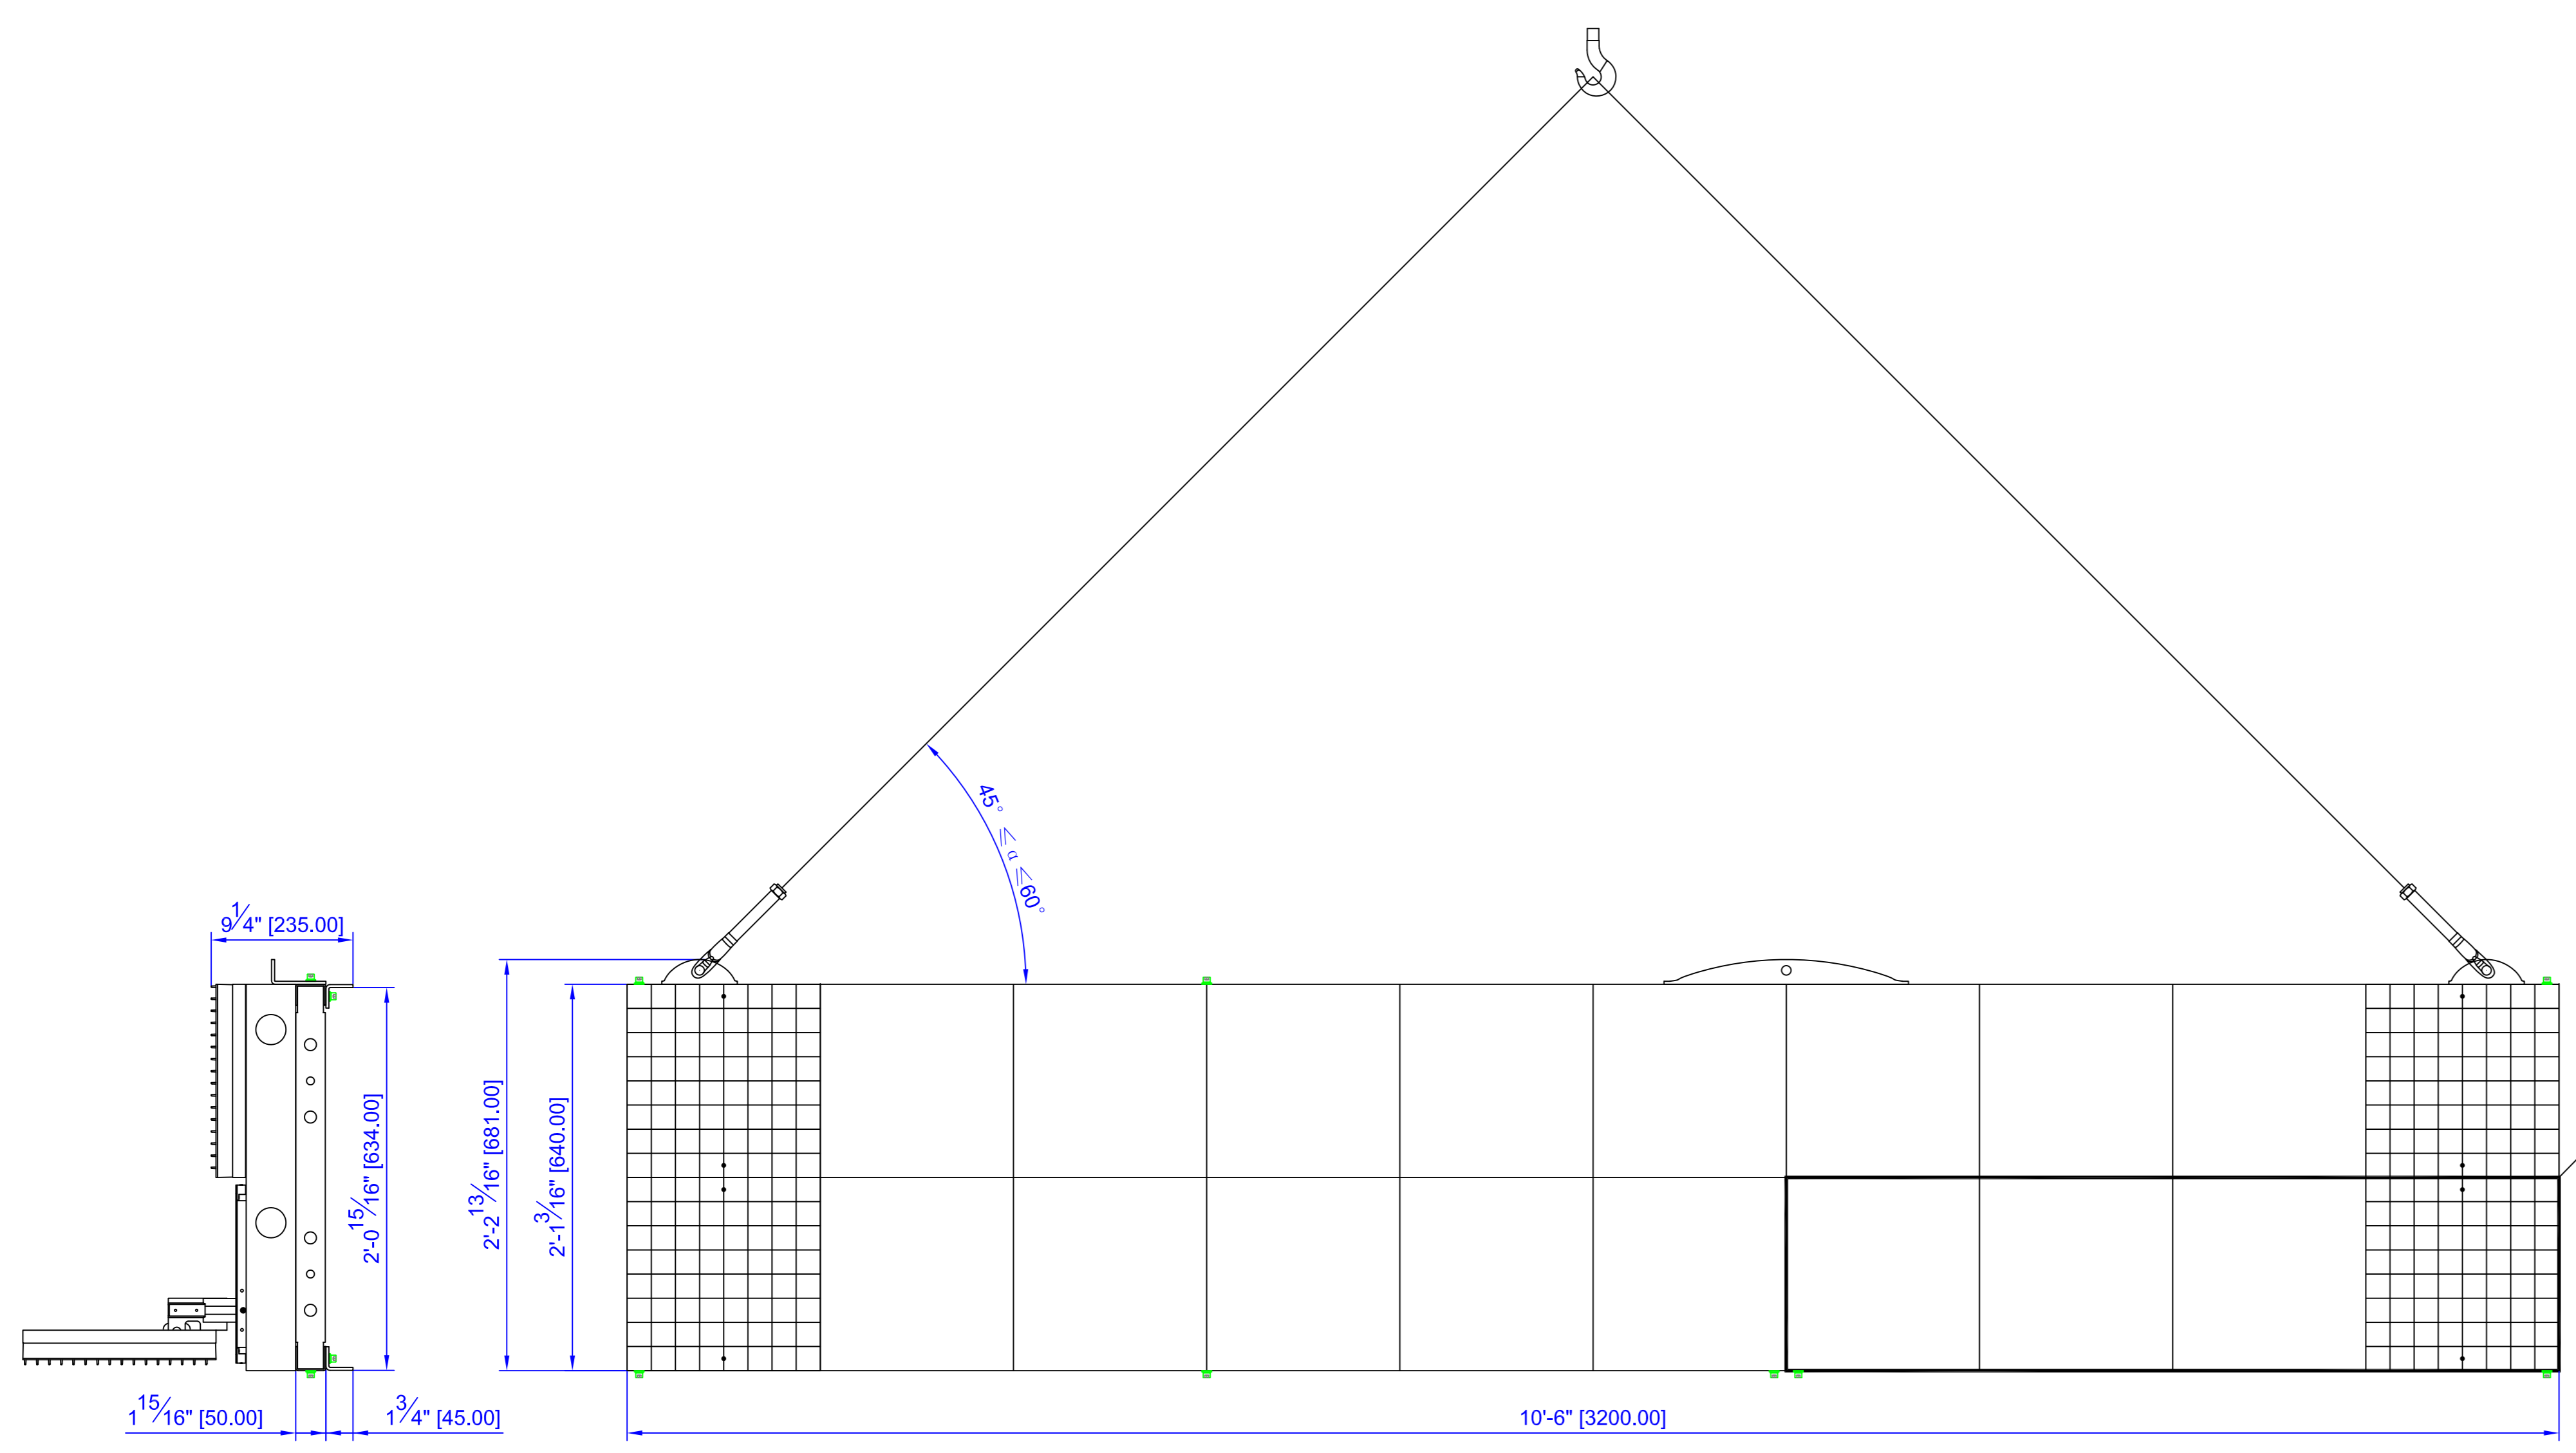 45° ≤ α ≤ 60°
9 1/4" [235.00]
2'-0 15/16" [634.00]
2'-2 13/16" [681.00]
2'-1 3/16" [640.00]
1 15/16" [50.00]
1 3/4" [45.00]
10'-6" [3200.00]